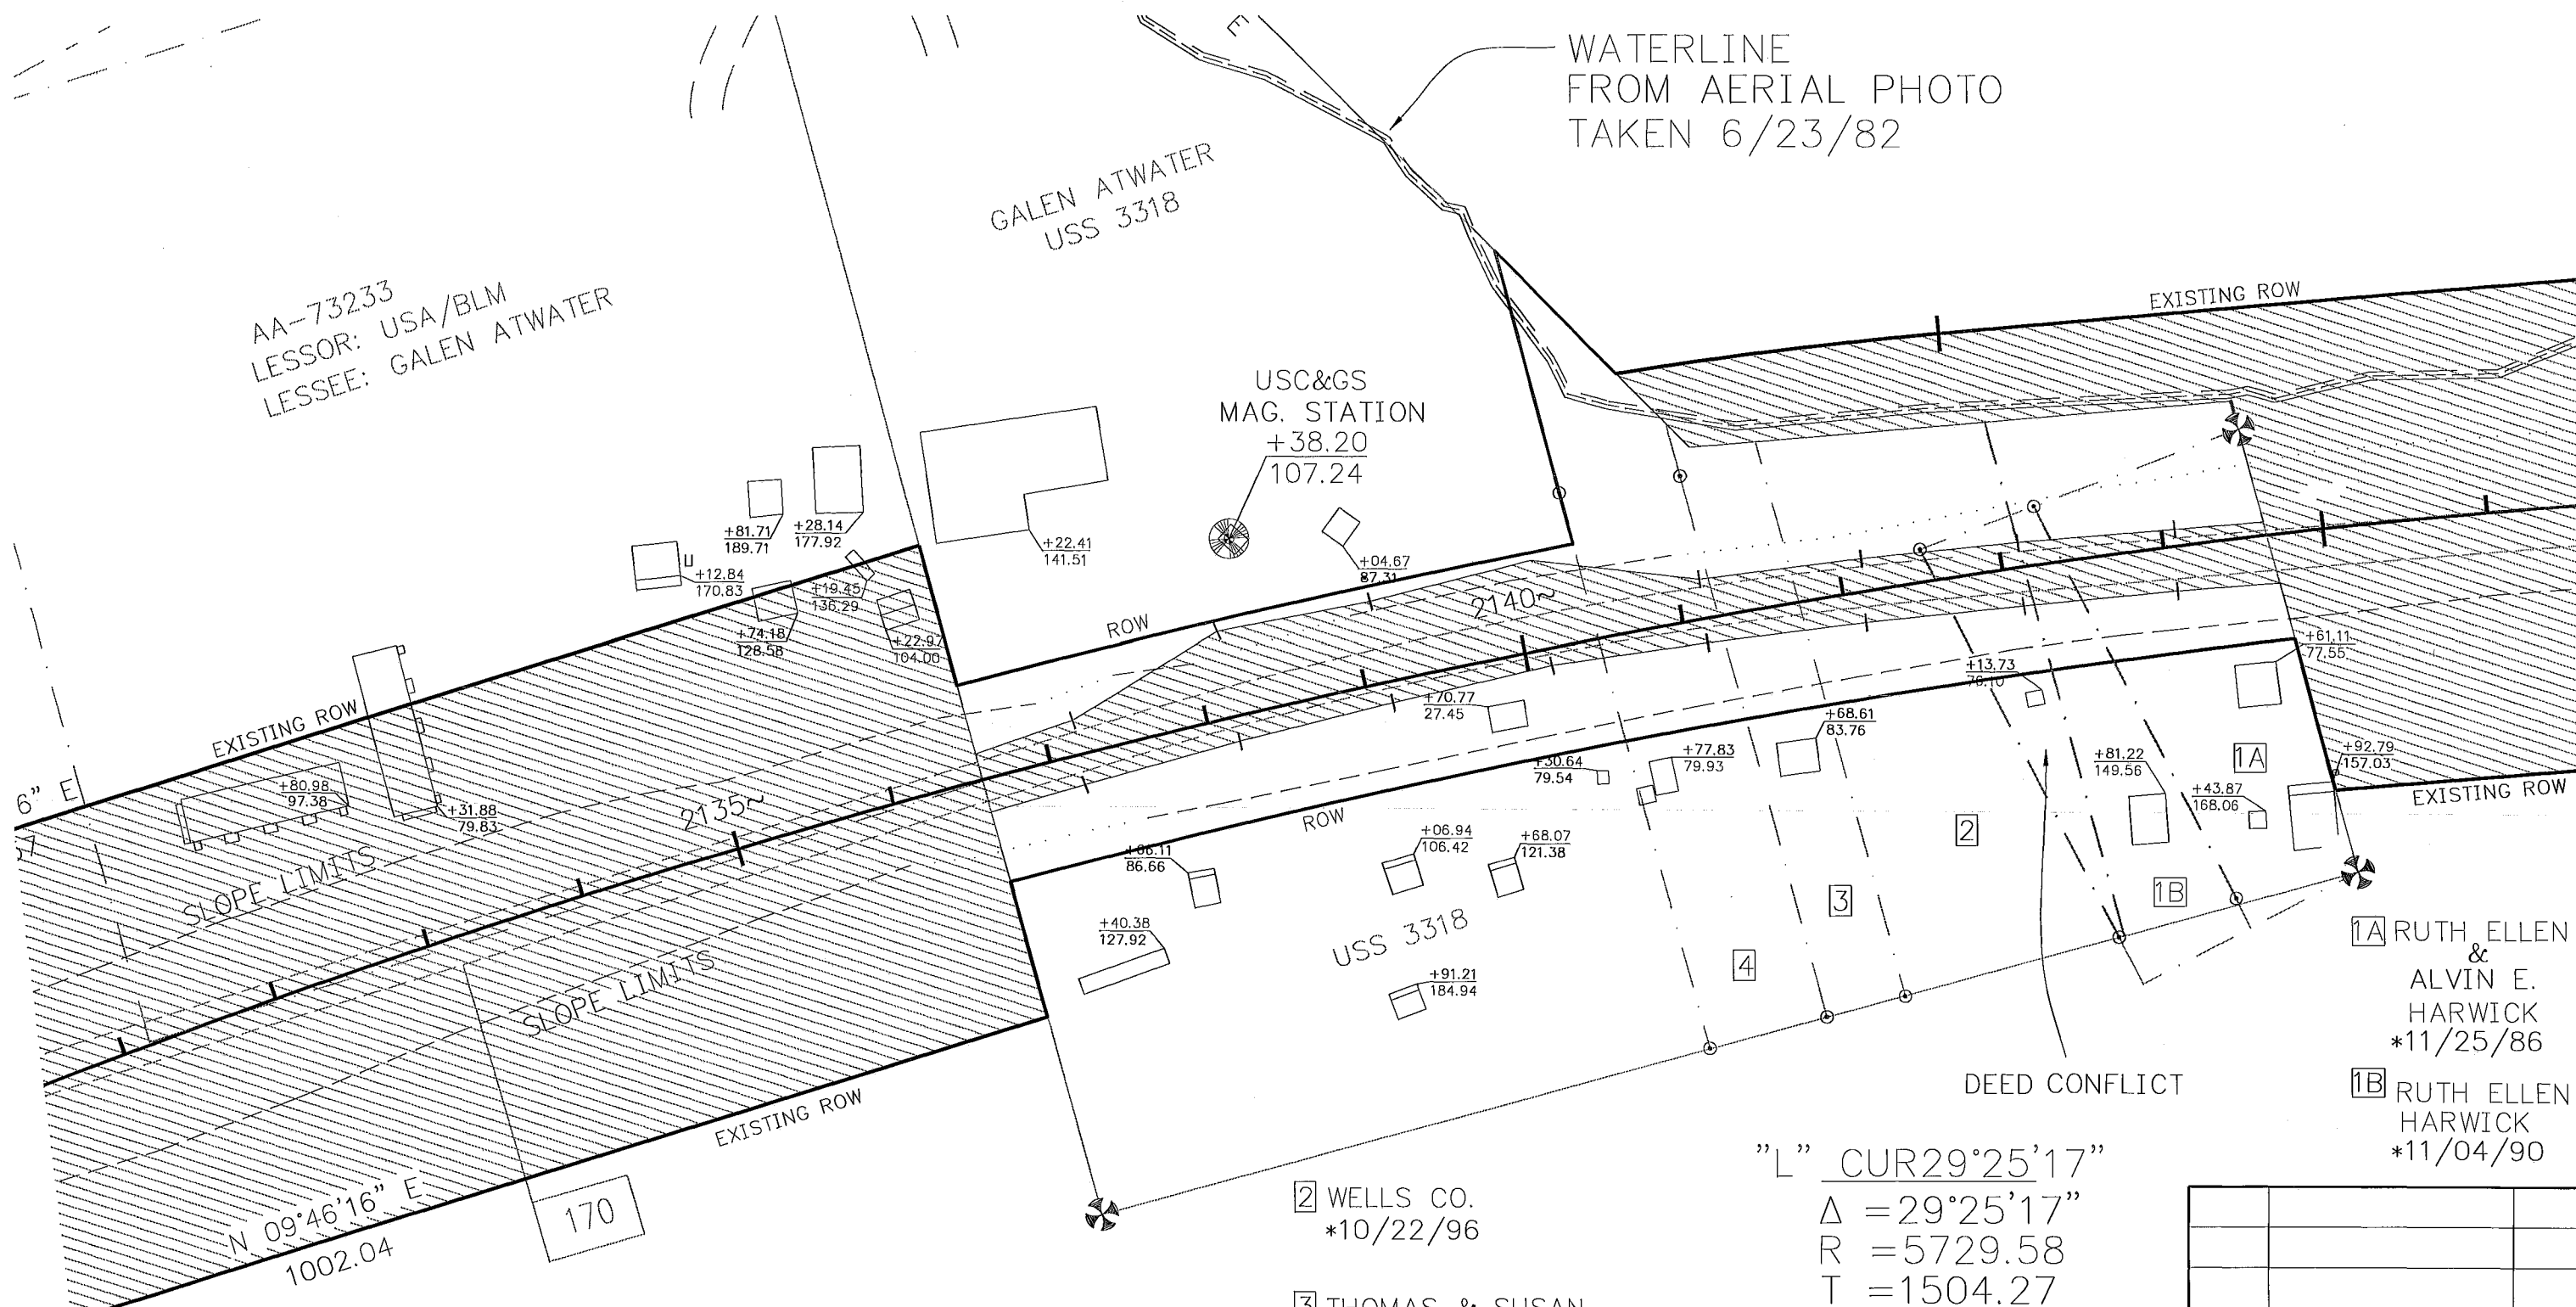 E
WATERLINE
FROM AERIAL PHOTO
TAKEN 6/23/82
GALEN ATWATER
USS 3318
AA-73233
LESSOR: USA/BLM
LESSEE: GALEN ATWATER
EXISTING ROW
USC&GS
MAG. STATION
+38.20
107.24
+81.71
189.71
+28.14
177.92
+22.41
141.51
+04.67
87.31
U
+12.84
170.83
+19.45
136.29
+74.18
128.58
+22.97
104.00
ROW
2140~
+61.11
77.55
+13.73
+70.77
27.45
+68.61
83.76
EXISTING ROW
6" E
57
+80.98
97.38
+31.88
79.83
2135~
+77.83
79.93
+30.64
79.54
+81.22
149.56
1A
+92.79
157.03
+43.87
168.06
EXISTING ROW
ROW
2
+06.94
106.42
+68.07
121.38
86.66
SLOPE LIMITS
1B
3
+40.38
127.92
USS 3318
4
+91.21
184.94
SLOPE LIMITS
1A RUTH ELLEN
&
ALVIN E.
HARWICK
*11/25/86
DEED CONFLICT
1B RUTH ELLEN
HARWICK
*11/04/90
EXISTING ROW
N 09°46'16" E
1002.04
170
2 WELLS CO.
*10/22/96
"L" CUR29°25'17"
Δ =29°25'17"
R =5729.58
T =1504.27
3 THOMAS & SUSAN